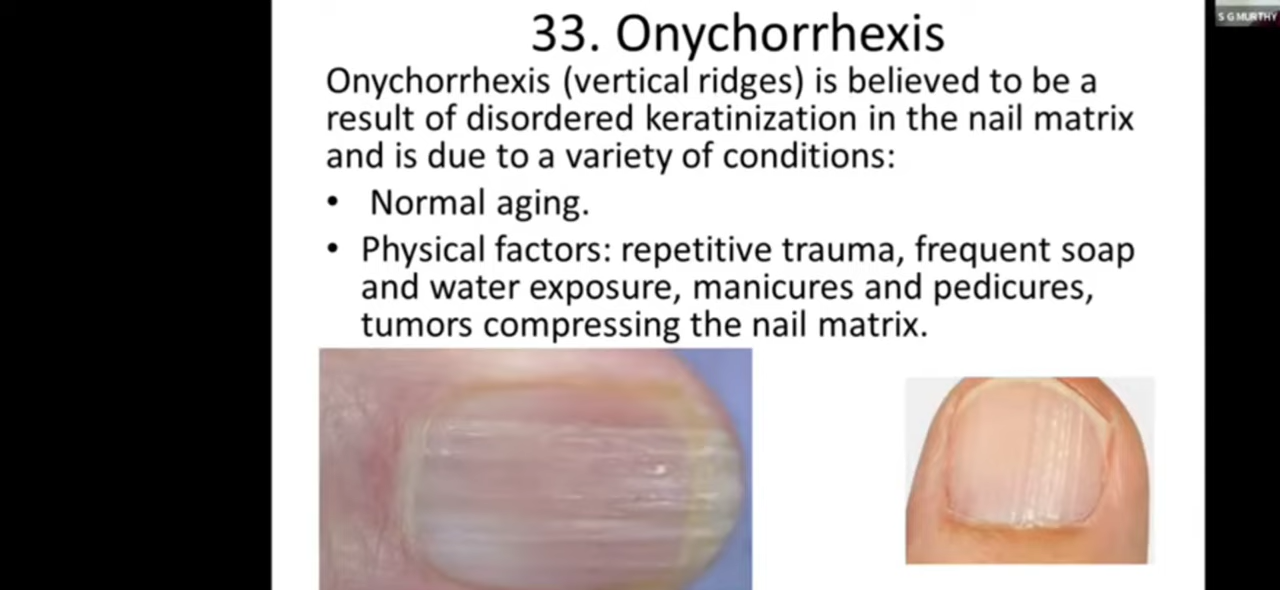 S G MURTHY
33. Onychorrhexis
Onychorrhexis (vertical ridges) is believed to be a
result of disordered keratinization in the nail matrix
and is due to a variety of conditions:
• Normal aging.
• Physical factors: repetitive trauma, frequent soap
and water exposure, manicures and pedicures,
tumors compressing the nail matrix.